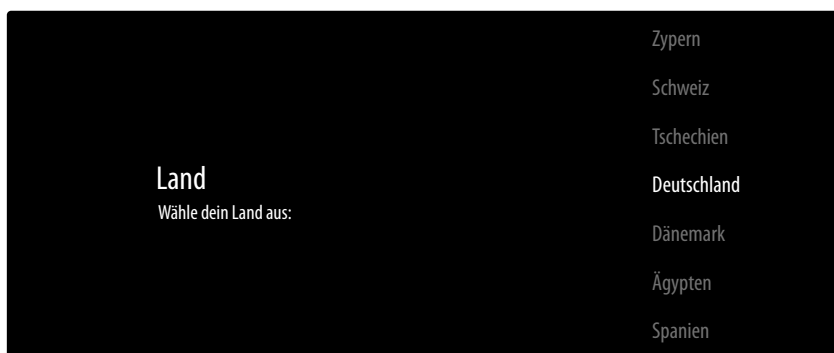 Land
Wähle dein Land aus:
Zypern
Schweiz
Tschechien
Deutschland
Dänemark
Ägypten
Spanien